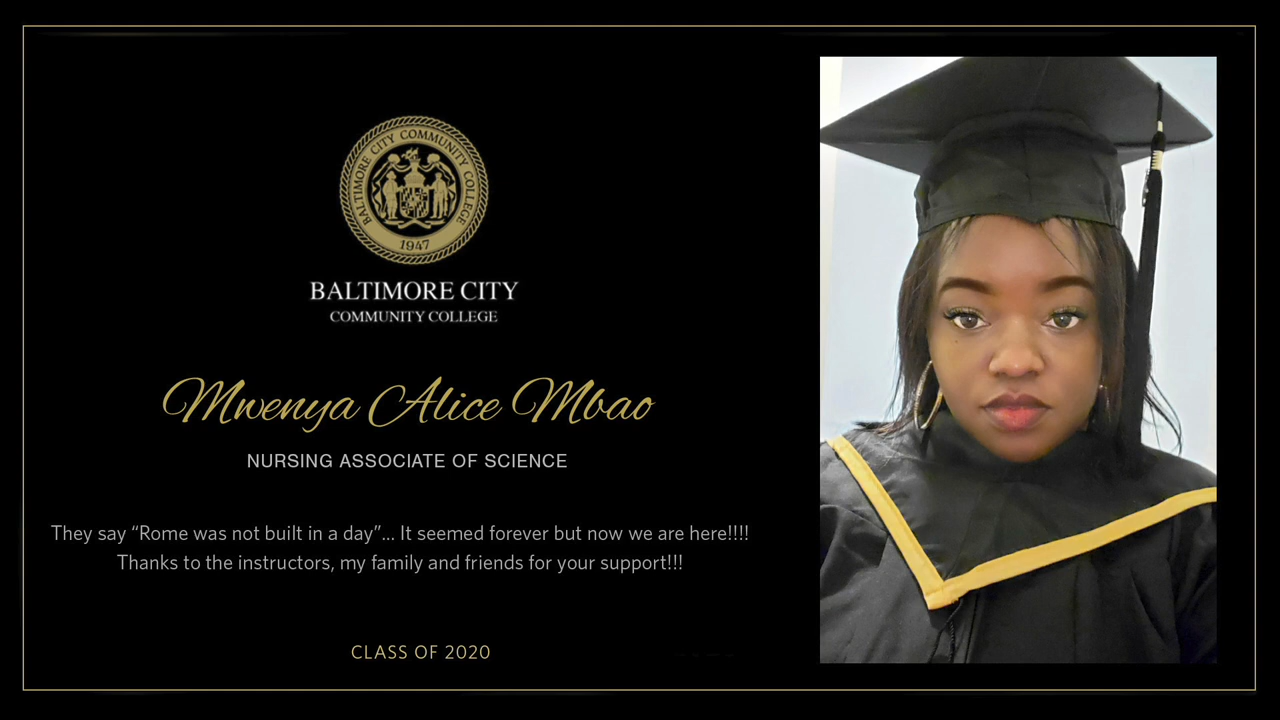 BALTIMORE CITY COMMUNITY COLLEGE
1947
BALTIMORE CITY
COMMUNITY COLLEGE
Mwenya Alice Mbao
NURSING ASSOCIATE OF SCIENCE
They say “Rome was not built in a day”... It seemed forever but now we are here!!!!
Thanks to the instructors, my family and friends for your support!!!
CLASS OF 2020